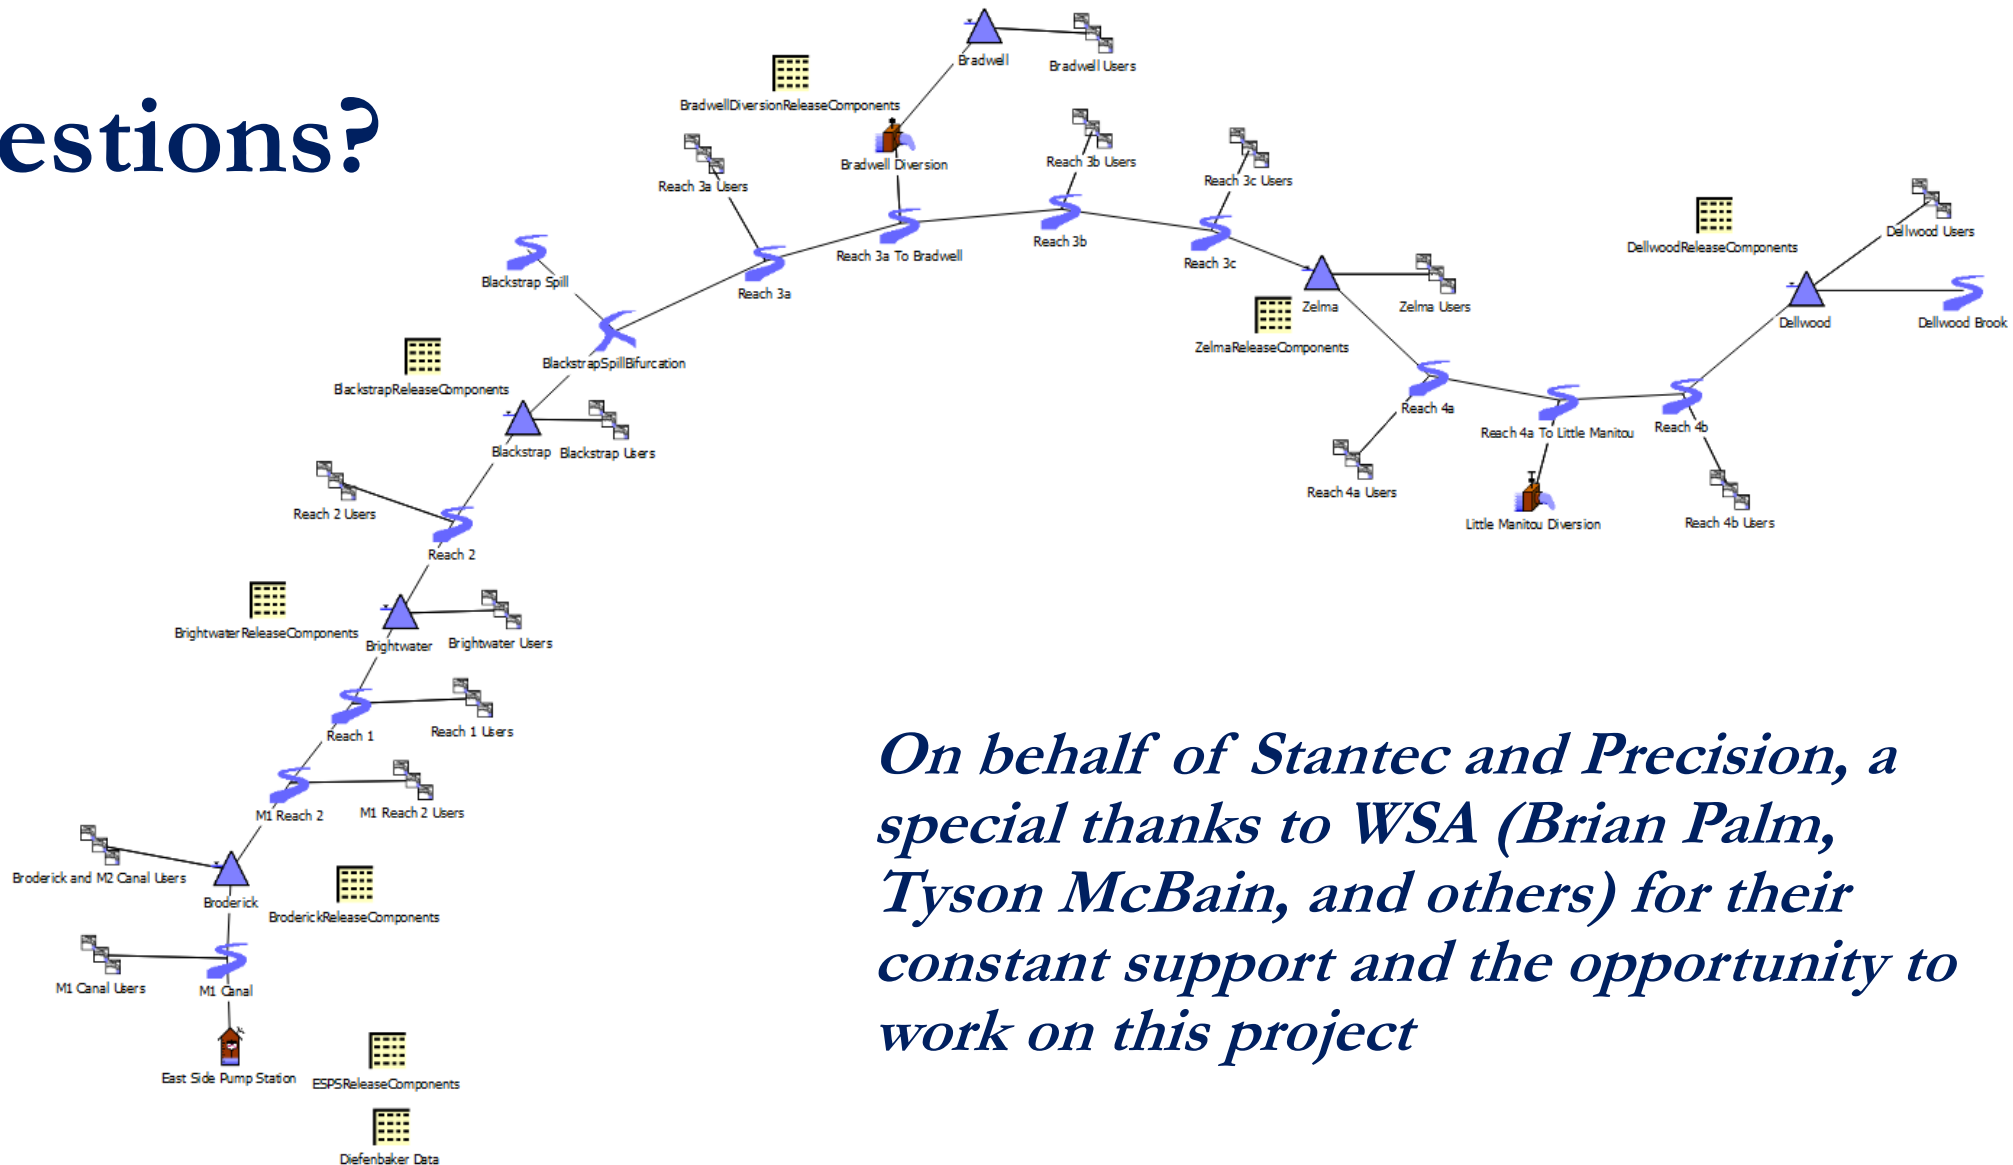 estions?
Bradwell
Bradwell Users
BradwellDiversionReleaseComponents
Bradwell Diversion
Reach 3b Users
Reach 3a Users
Reach 3c Users
Reach 3a To Bradwell
Reach 3b
Reach 3c
Blackstrap Spill
Reach 3a
Zelma
Zelma Users
ZelmaReleaseComponents
DellwoodReleaseComponents
Dellwood Users
Dellwood
Dellwood Brook
BlackstrapSpillBifurcation
BlackstrapReleaseComponents
Blackstrap
Blackstrap Users
Reach 4a
Reach 4a To Little Manitou
Reach 4b
Reach 4a Users
Little Manitou Diversion
Reach 4b Users
Reach 2 Users
Reach 2
BrightwaterReleaseComponents
Brightwater
Brightwater Users
Reach 1
Reach 1 Users
M1 Reach 2
M1 Reach 2 Users
Broderick and M2 Canal Users
Broderick
BroderickReleaseComponents
M1 Canal Users
M1 Canal
East Side Pump Station
ESPSReleaseComponents
Diefenbaker Data
On behalf of Stantec and Precision, a
special thanks to WSA (Brian Palm,
Tyson McBain, and others) for their
constant support and the opportunity to
work on this project